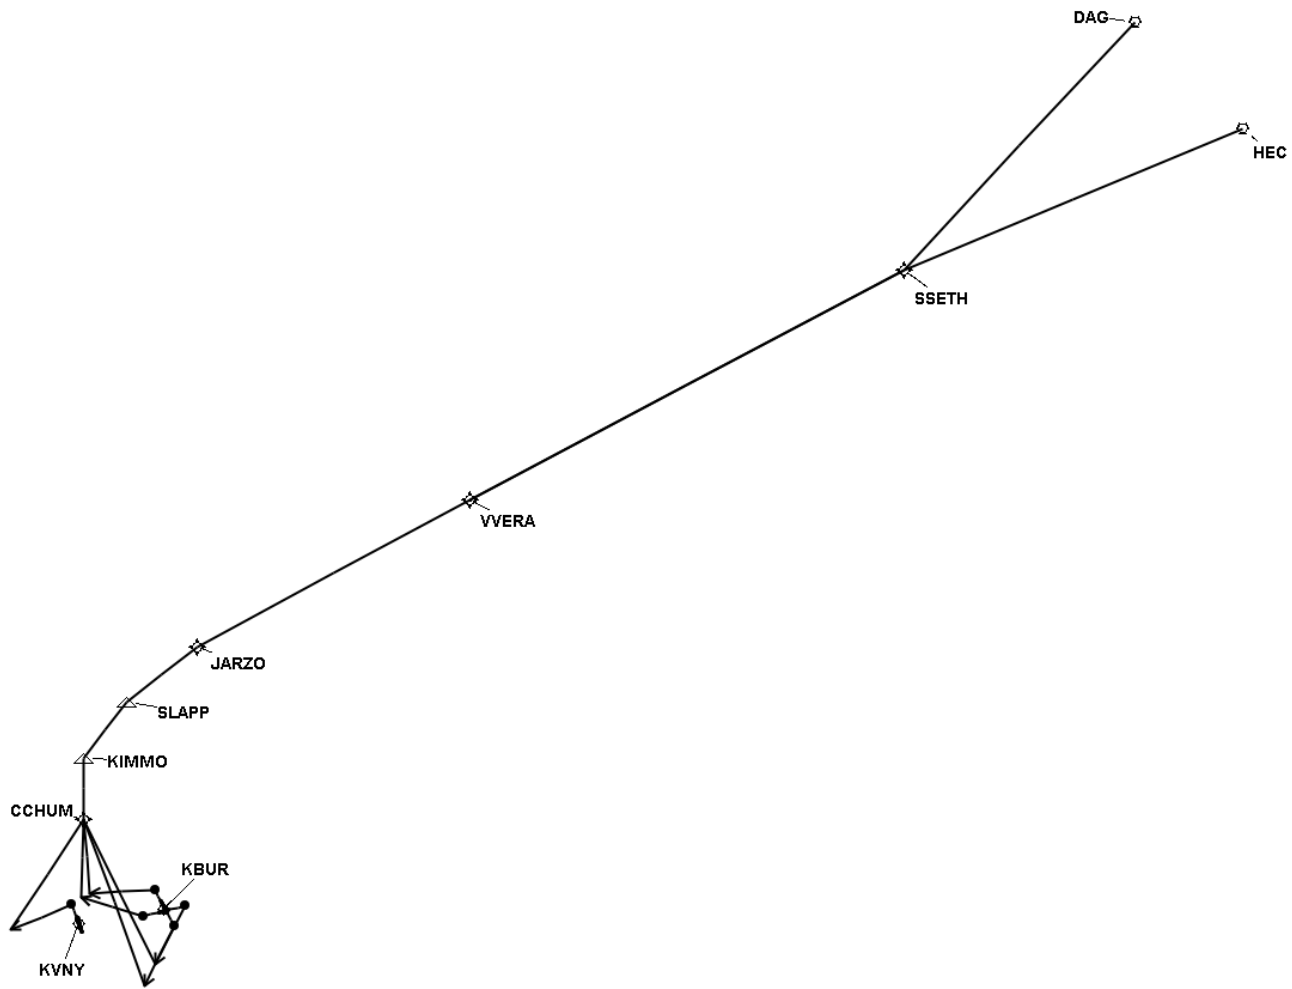 DAG
HEC
SSETH
VVERA
JARZO
SLAPP
KIMMO
CCHUM
KBUR
KVNY